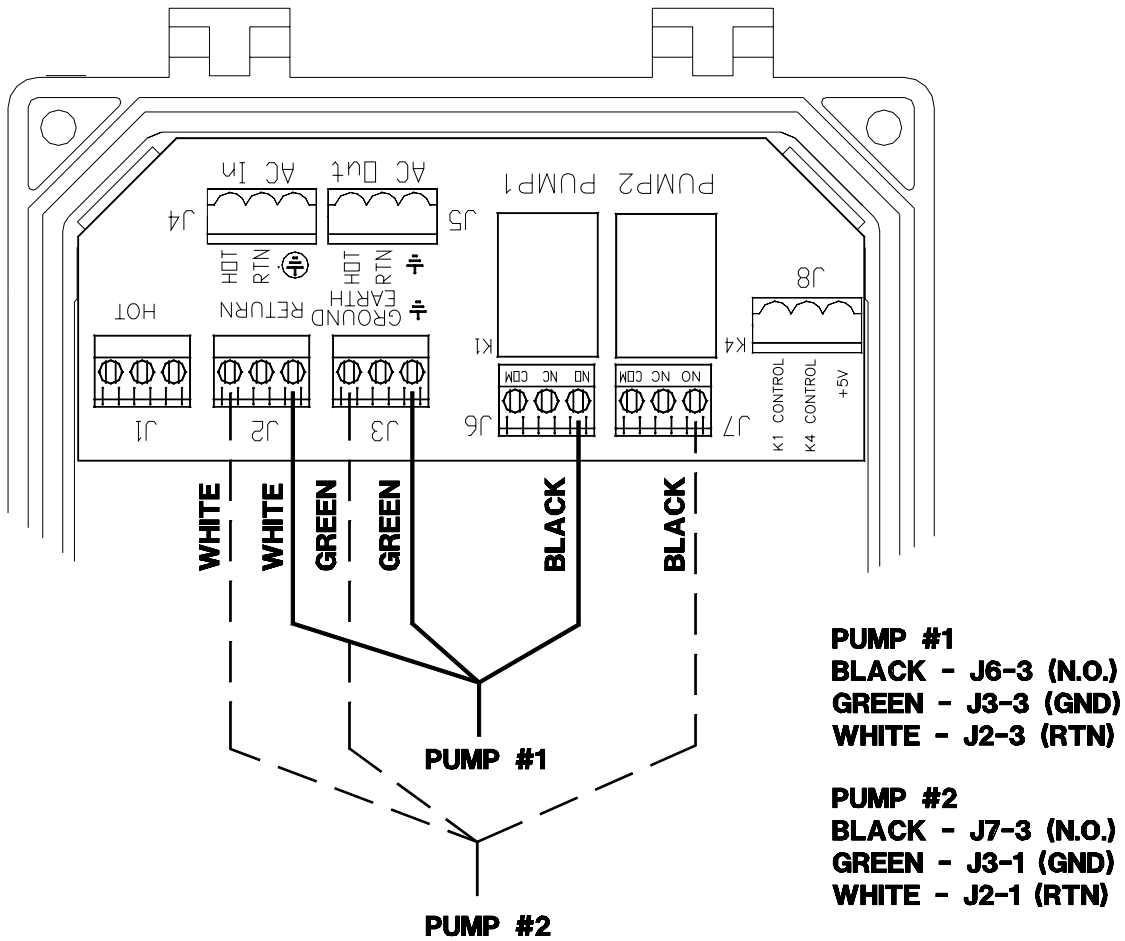 AC In
AC Out
PUMP1
PUMP2
J4
J5
HOT
RTN
HOT
RTN
J8
HOT
RETURN
EARTH
GROUND
K1
K4
COM NC NO
COM NC NO
J1
J2
J3
J6
J7
K1 CONTROL
K4 CONTROL
+5V
WHITE
WHITE
GREEN
GREEN
BLACK
BLACK
PUMP #1
BLACK - J6-3 (N.O.)
GREEN - J3-3 (GND)
WHITE - J2-3 (RTN)
PUMP #1
PUMP #2
BLACK - J7-3 (N.O.)
GREEN - J3-1 (GND)
WHITE - J2-1 (RTN)
PUMP #2